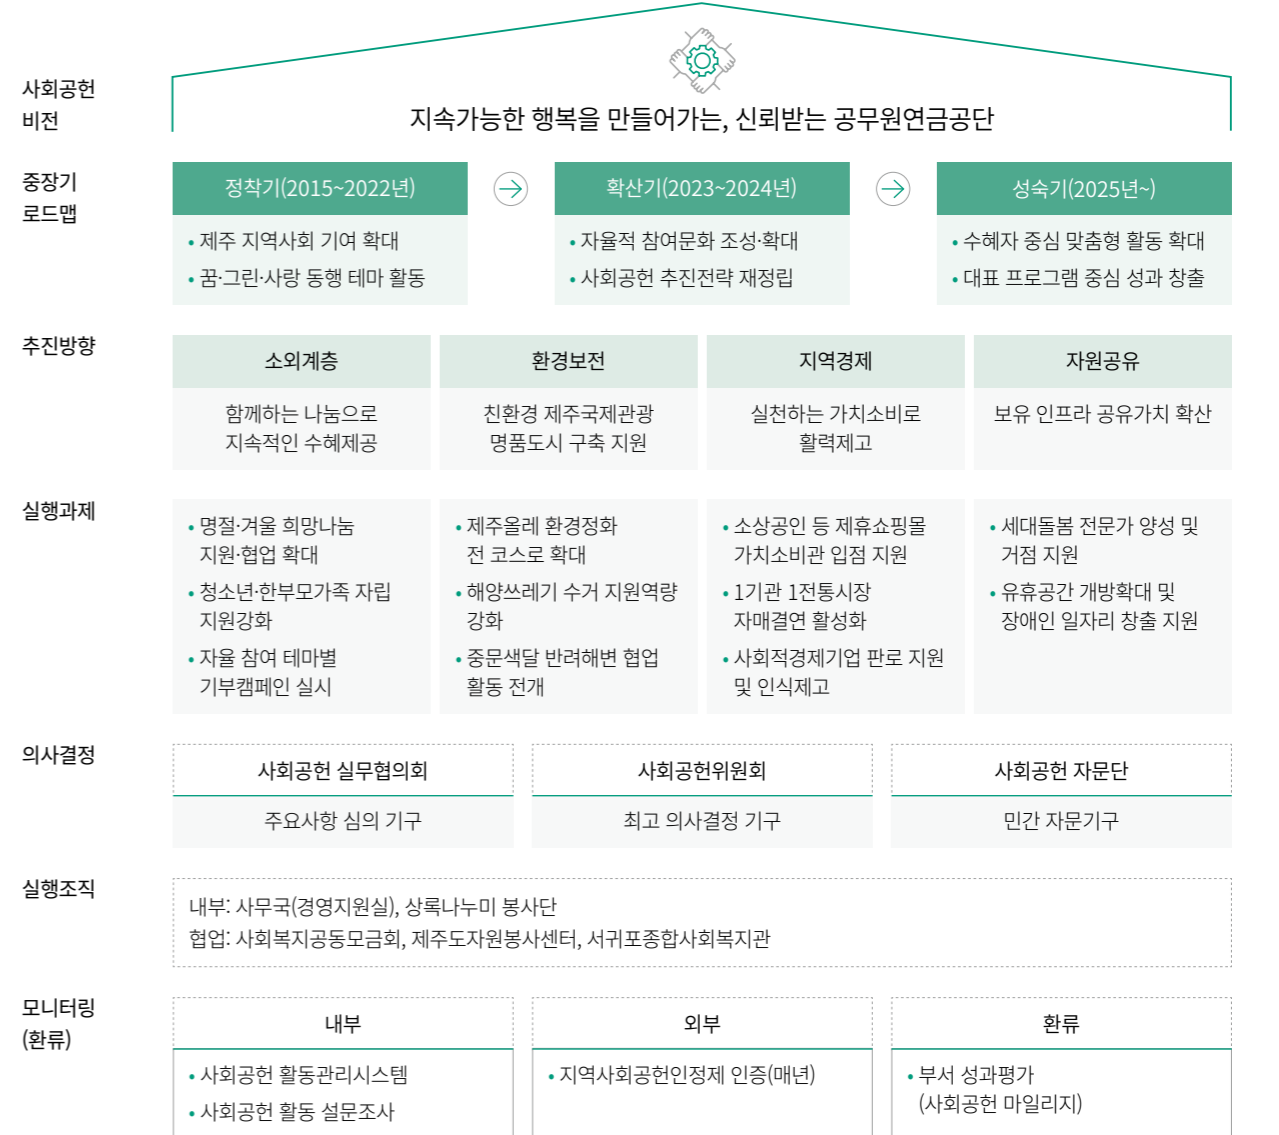 사회공헌
비전
지속가능한 행복을 만들어가는, 신뢰받는 공무원연금공단
중장기
로드맵
정착기(2015~2022년)
• 제주 지역사회 기여 확대
• 꿈·그린·사랑 동행 테마 활동
확산기(2023~2024년)
• 자율적 참여문화 조성·확대
• 사회공헌 추진전략 재정립
성숙기(2025년~)
• 수혜자 중심 맞춤형 활동 확대
• 대표 프로그램 중심 성과 창출
추진방향
소외계층
함께하는 나눔으로
지속적인 수혜제공
환경보전
친환경 제주국제관광
명품도시 구축 지원
지역경제
실천하는 가치소비로
활력제고
자원공유
보유 인프라 공유가치 확산
실행과제
• 명절·겨울 희망나눔
지원·협업 확대
• 청소년·한부모가족 자립
지원강화
• 자율 참여 테마별
기부캠페인 실시
• 제주올레 환경정화
전 코스로 확대
• 해양쓰레기 수거 지원역량
강화
• 중문색달 반려해변 협업
활동 전개
• 소상공인 등 제휴쇼핑몰
가치소비관 입점 지원
• 1기관 1전통시장
자매결연 활성화
• 사회적경제기업 판로 지원
및 인식제고
• 세대돌봄 전문가 양성 및
거점 지원
• 유휴공간 개방확대 및
장애인 일자리 창출 지원
의사결정
사회공헌 실무협의회
주요사항 심의 기구
사회공헌위원회
최고 의사결정 기구
사회공헌 자문단
민간 자문기구
실행조직
내부: 사무국(경영지원실), 상록나누미 봉사단
협업: 사회복지공동모금회, 제주도자원봉사센터, 서귀포종합사회복지관
모니터링
(환류)
내부
• 사회공헌 활동관리시스템
• 사회공헌 활동 설문조사
외부
• 지역사회공헌인정제 인증(매년)
환류
• 부서 성과평가
(사회공헌 마일리지)